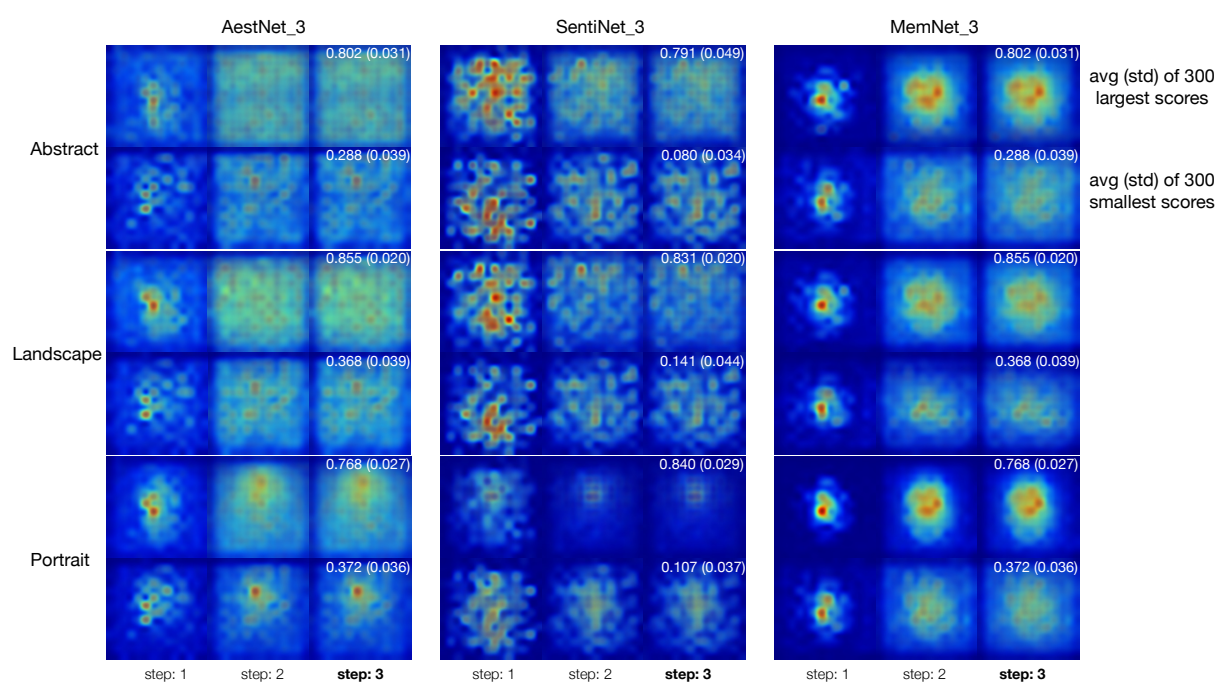 AestNet_3 SentiNet_3 MemNet_3
0.802 (0.031) 0.791 (0.049) 0.802 (0.031)
avg (std) of 300
largest scores
Abstract
0.288 (0.039) 0.080 (0.034) 0.288 (0.039)
avg (std) of 300
smallest scores
0.855 (0.020) 0.831 (0.020) 0.855 (0.020)
Landscape
0.368 (0.039) 0.141 (0.044) 0.368 (0.039)
0.768 (0.027) 0.840 (0.029) 0.768 (0.027)
Portrait
0.372 (0.036) 0.107 (0.037) 0.372 (0.036)
step: 1 step: 2 step: 3 step: 1 step: 2 step: 3 step: 1 step: 2 step: 3